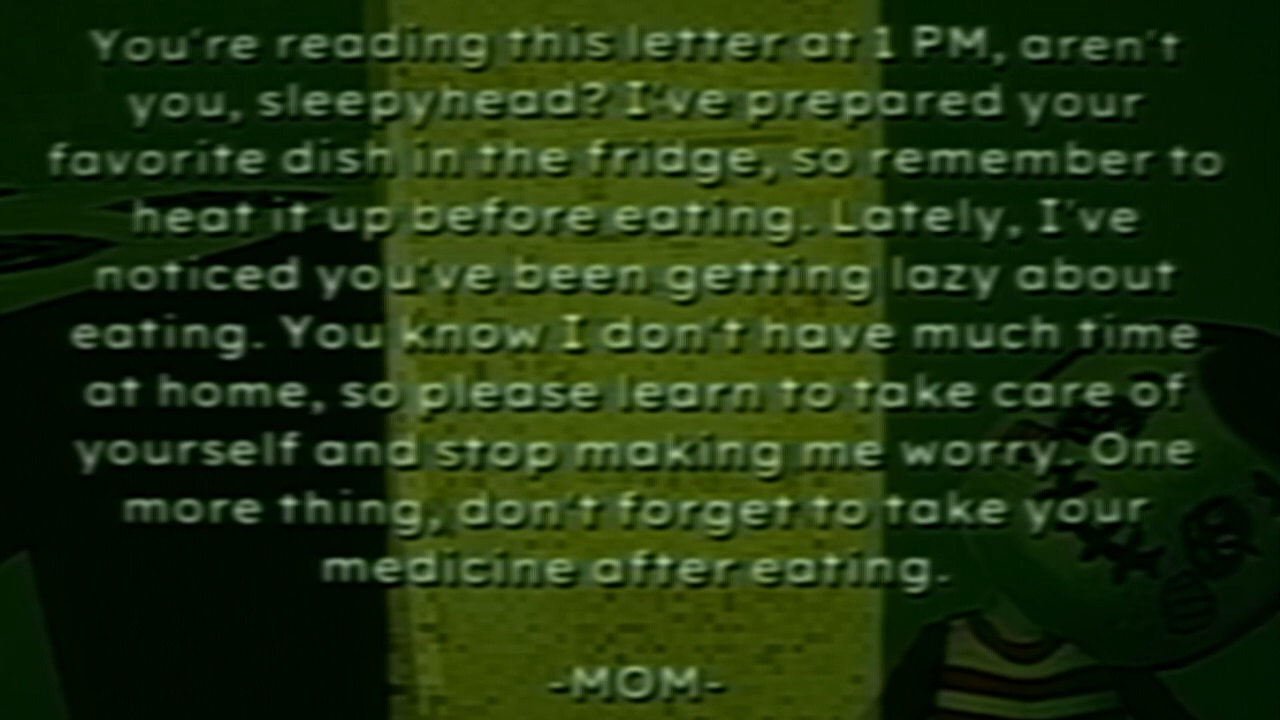 You're reading this letter at 1 PM, aren't
you, sleepyhead? I've prepared your
favorite dish in the fridge, so remember to
heat it up before eating. Lately, I've
noticed you've been getting lazy about
eating. You know I don't have much time
at home, so please learn to take care of
yourself and stop making me worry. One
more thing, don't forget to take your
medicine after eating.
-MOM-